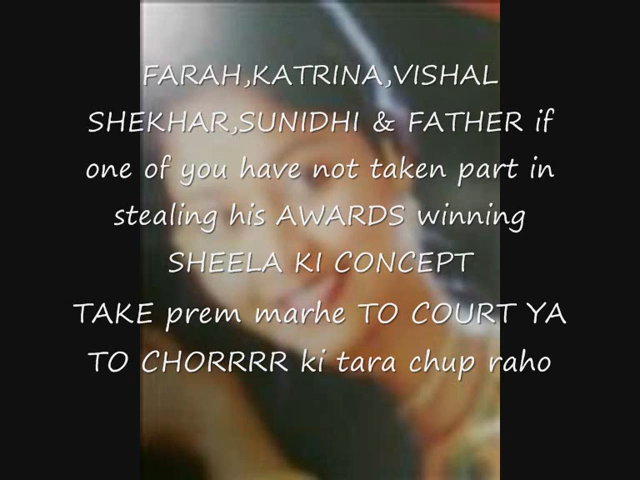 FARAH,KATRINA,VISHAL
SHEKHAR,SUNIDHI & FATHER if
one of you have not taken part in
stealing his AWARDS winning
SHEELA KI CONCEPT
TAKE prem marhe TO COURT YA
TO CHORRRR ki tara chup raho